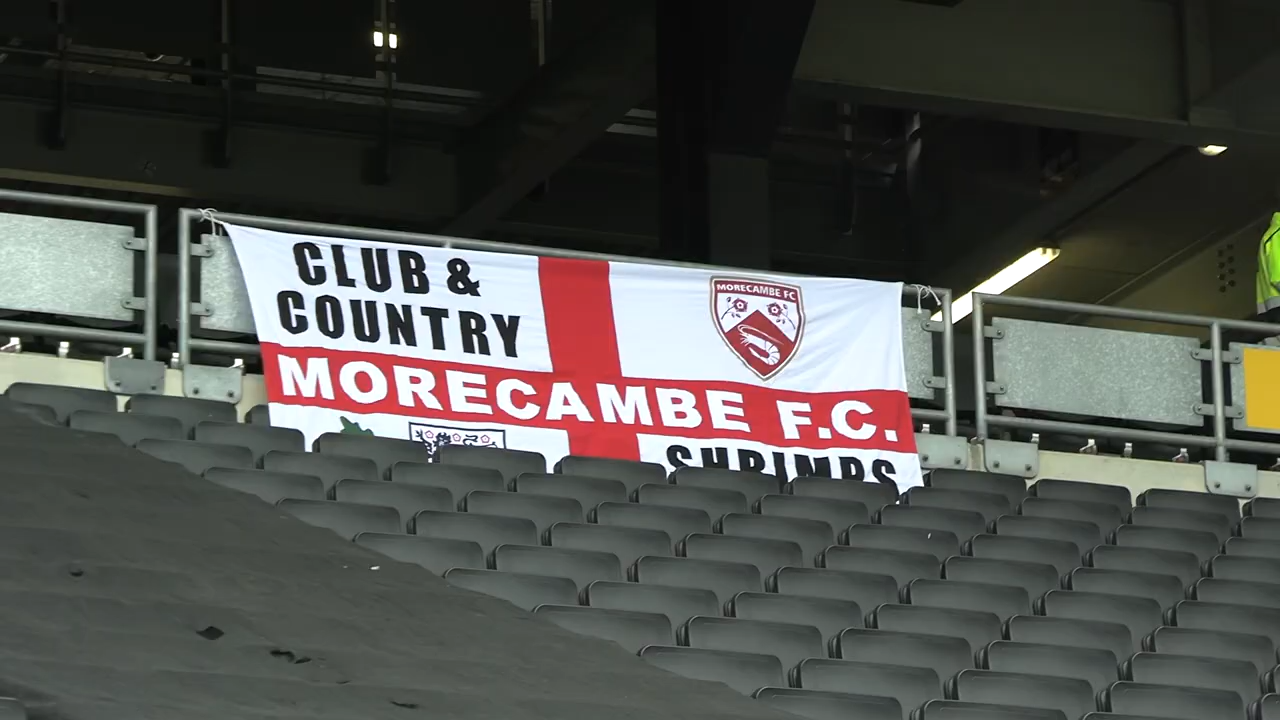 CLUB &
COUNTRY
MORECAMBE FC
MORECAMBE F.C.
SHRIMPS